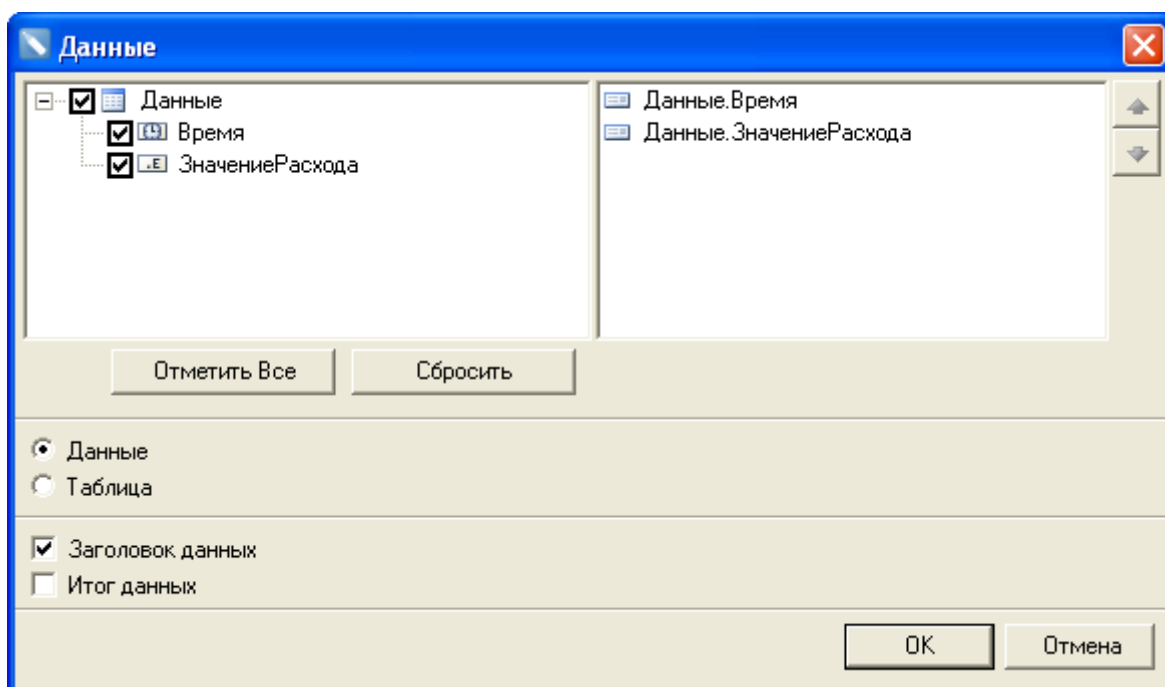 Данные
Данные
Время
ЗначениеРасхода
Данные.Время
Данные.ЗначениеРасхода
Отметить Все
Сбросить
Данные
Таблица
Заголовок данных
Итог данных
OK
Отмена